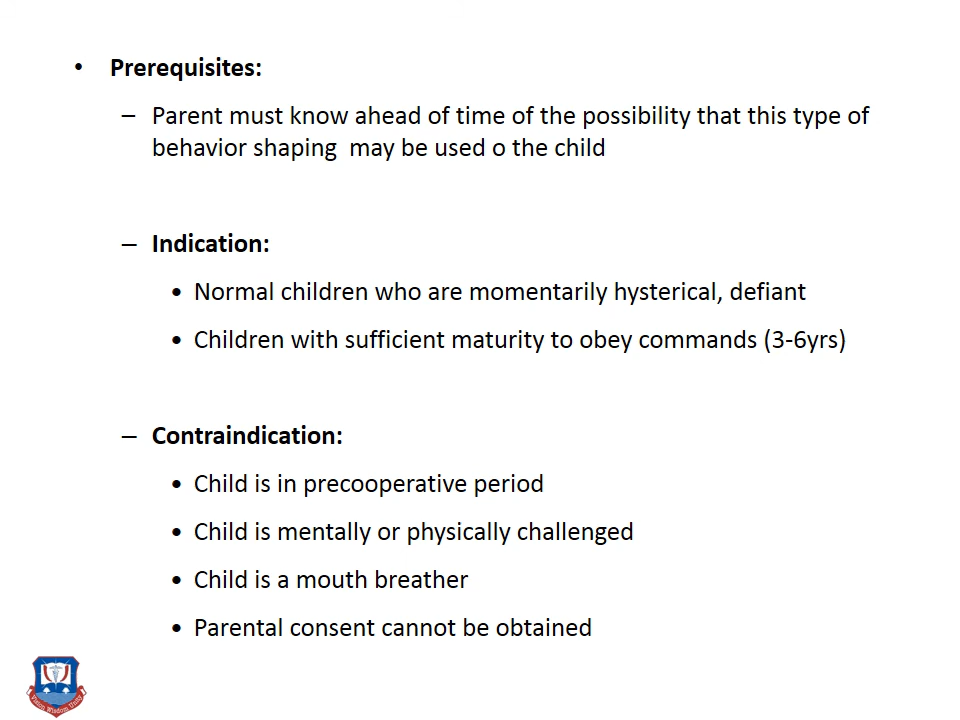 • Prerequisites:
– Parent must know ahead of time of the possibility that this type of
behavior shaping may be used o the child
– Indication:
• Normal children who are momentarily hysterical, defiant
• Children with sufficient maturity to obey commands (3-6yrs)
– Contraindication:
• Child is in precooperative period
• Child is mentally or physically challenged
• Child is a mouth breather
• Parental consent cannot be obtained
Vision Wisdom Unity